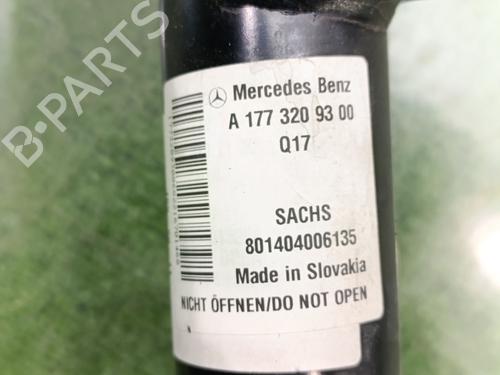 Mercedes Benz
A 177 320 93 00
Q17
SACHS
801404006135
Made in Slovakia
NICHT ÖFFNEN/DO NOT OPEN
B-PARTS